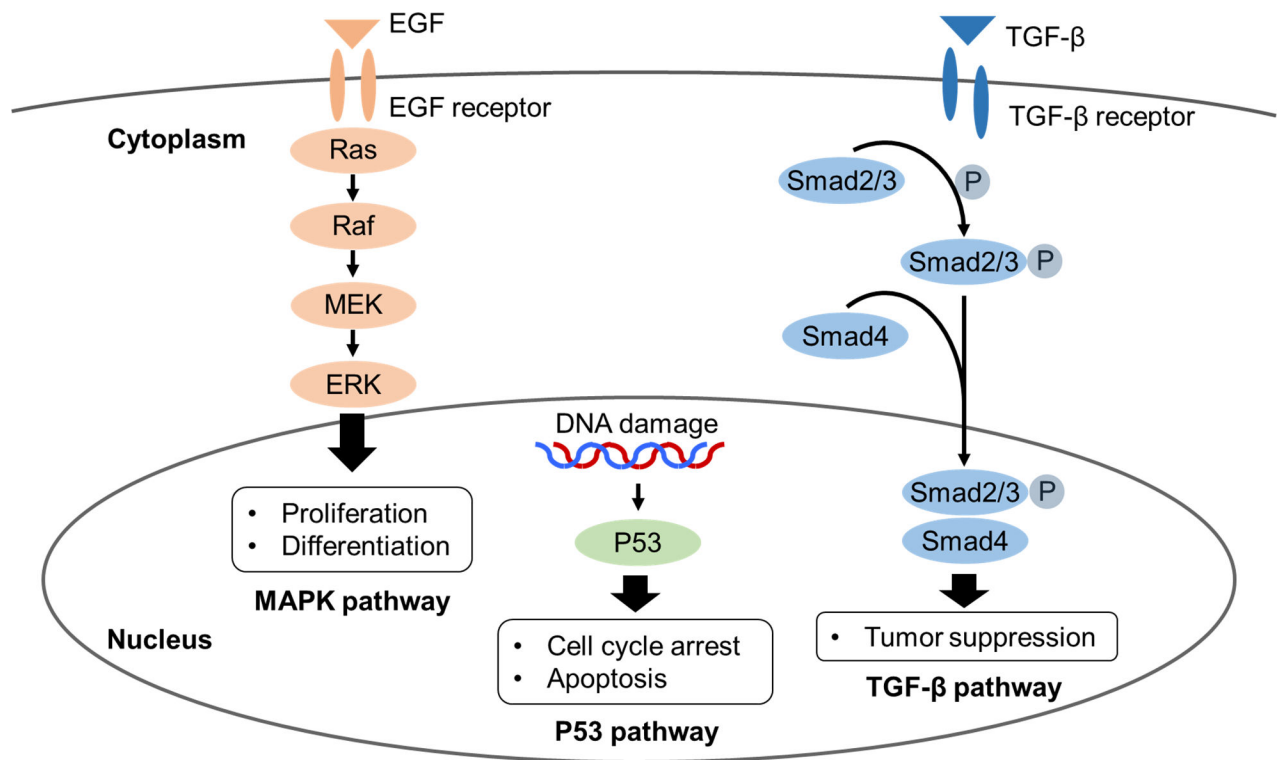 EGF
EGF receptor
Cytoplasm
Ras
Raf
MEK
ERK
• Proliferation
• Differentiation
MAPK pathway
Nucleus
DNA damage
P53
• Cell cycle arrest
• Apoptosis
P53 pathway
TGF-β
TGF-β receptor
Smad2/3
P
Smad2/3 P
Smad4
Smad2/3 P
Smad4
• Tumor suppression
TGF-β pathway